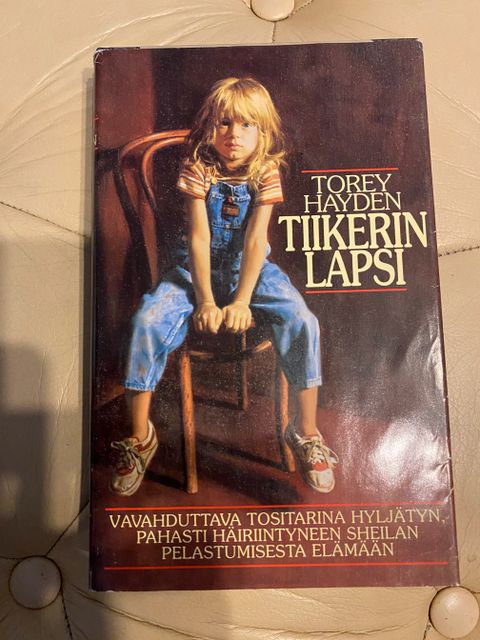 TOREY
HAYDEN
TIIKERIN
LAPSI
VAVAHDUTTAVA TOSITARINA HYLJÄTYN,
PAHASTI HÄIRIINTYNEEN SHEILAN
PELASTUMISESTA ELÄMÄÄN